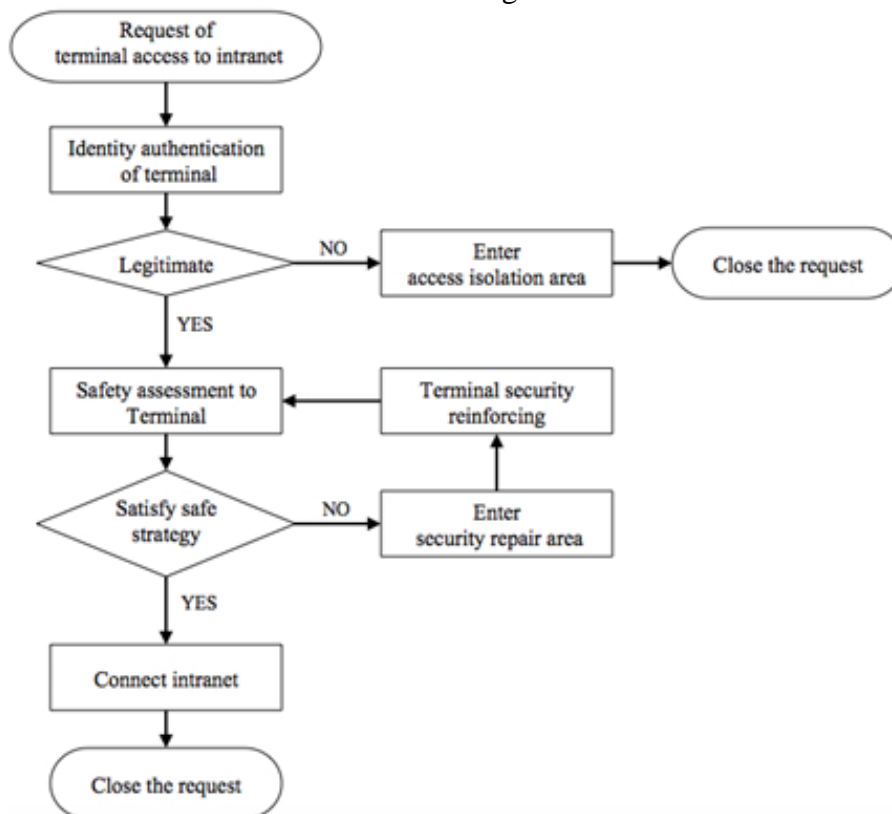 Request of
terminal access to intranet
Identity authentication
of terminal
Legitimate
NO
Enter
access isolation area
Close the request
YES
Safety assessment to
Terminal
Terminal security
reinforcing
Satisfy safe
strategy
NO
Enter
security repair area
YES
Connect intranet
Close the request